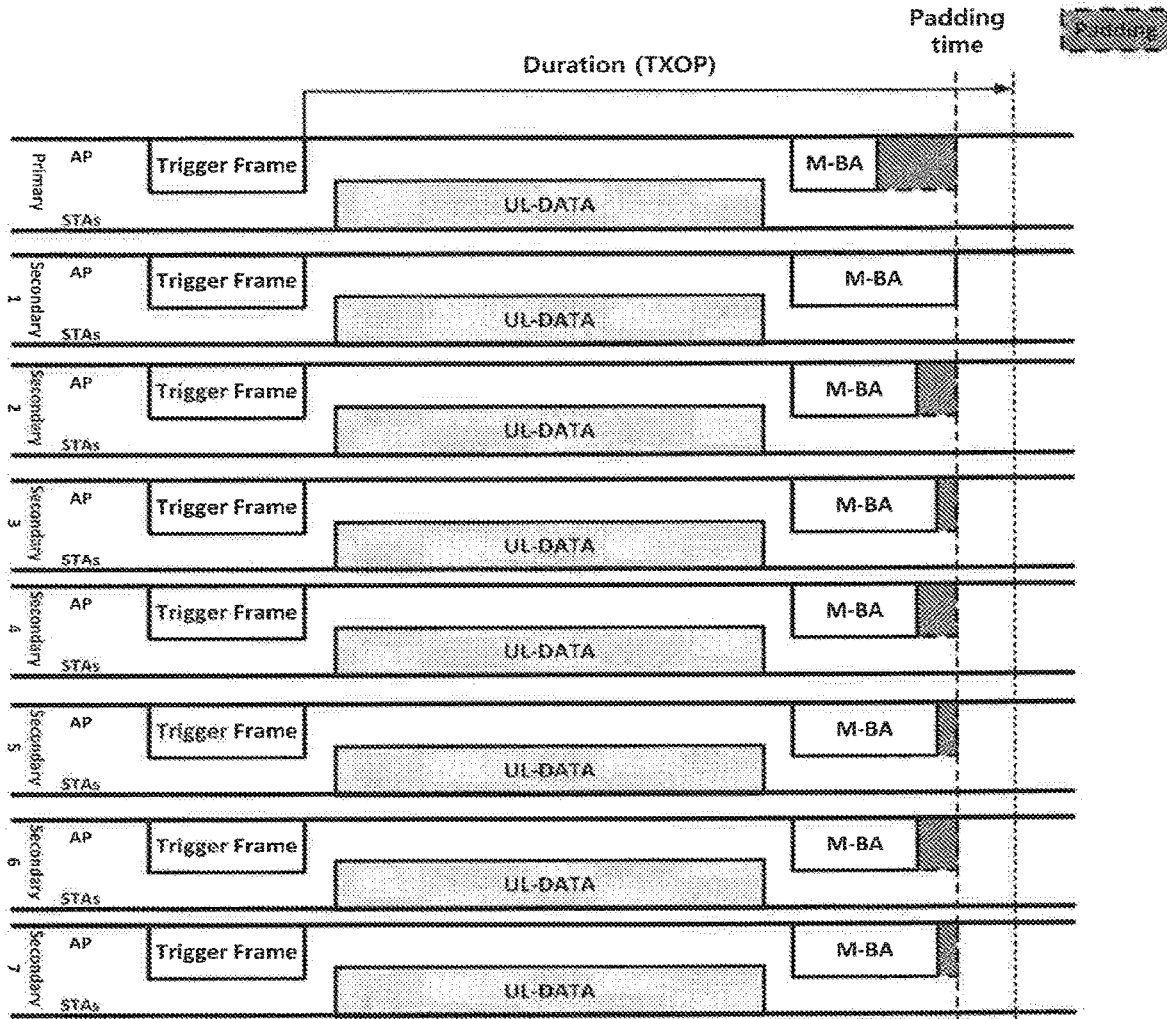 Padding time
Padding
Duration (TXOP)
Primary
AP
STAs
Trigger Frame
UL-DATA
M-BA
Secondary 1
AP
STAs
Trigger Frame
UL-DATA
M-BA
Secondary 2
AP
STAs
Trigger Frame
UL-DATA
M-BA
Secondary 3
AP
STAs
Trigger Frame
UL-DATA
M-BA
Secondary 4
AP
STAs
Trigger Frame
UL-DATA
M-BA
Secondary 5
AP
STAs
Trigger Frame
UL-DATA
M-BA
Secondary 6
AP
STAs
Trigger Frame
UL-DATA
M-BA
Secondary 7
AP
STAs
Trigger Frame
UL-DATA
M-BA